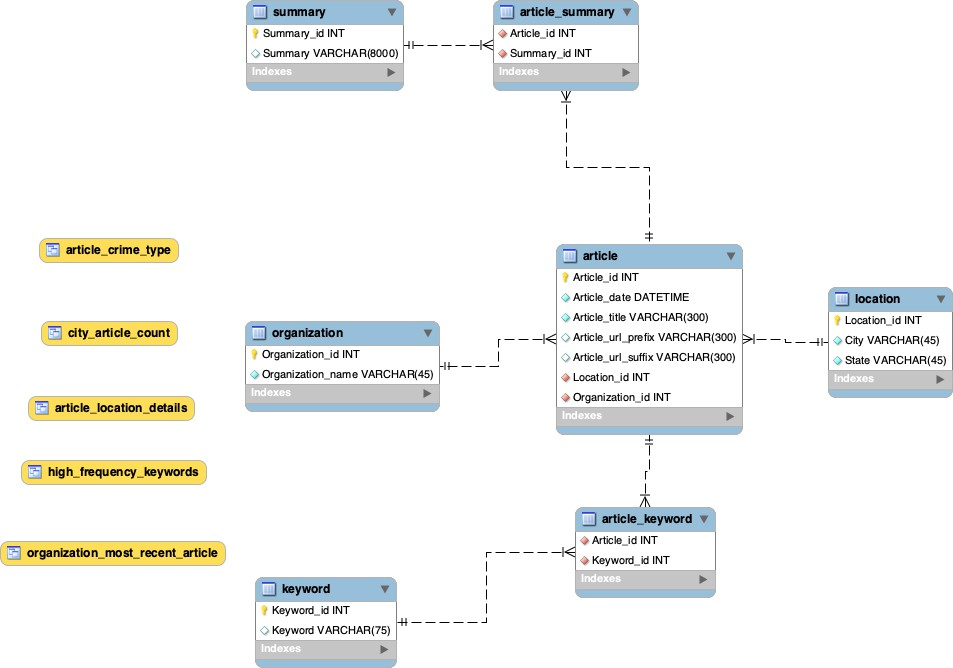 summary
Summary_id INT
Summary VARCHAR(8000)
Indexes
article_summary
Article_id INT
Summary_id INT
Indexes
article_crime_type
city_article_count
article_location_details
high_frequency_keywords
organization_most_recent_article
organization
Organization_id INT
Organization_name VARCHAR(45)
Indexes
article
Article_id INT
Article_date DATETIME
Article_title VARCHAR(300)
Article_url_prefix VARCHAR(300)
Article_url_suffix VARCHAR(300)
Location_id INT
Organization_id INT
Indexes
location
Location_id INT
City VARCHAR(45)
State VARCHAR(45)
Indexes
article_keyword
Article_id INT
Keyword_id INT
Indexes
keyword
Keyword_id INT
Keyword VARCHAR(75)
Indexes